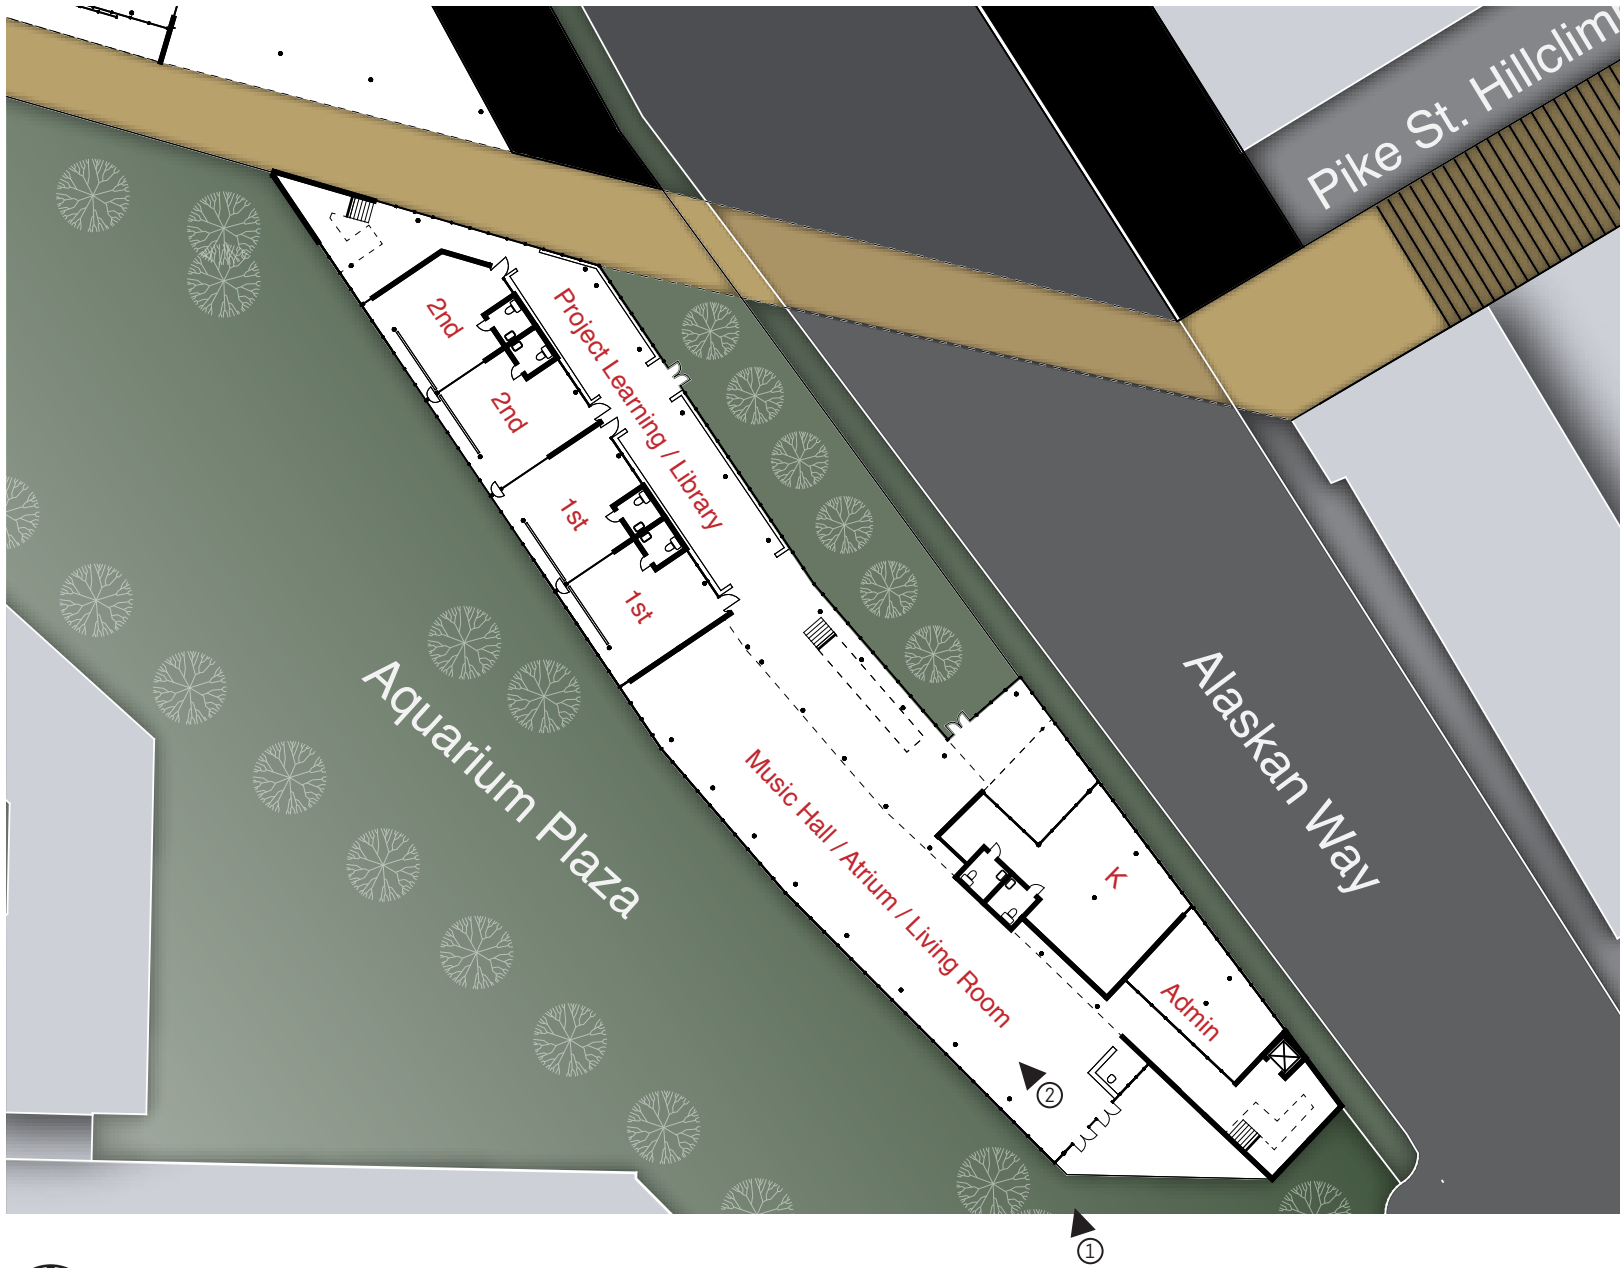 Pike St. Hillclim
2nd
Project Learning / Library
2nd
1st
1st
Aquarium Plaza
Alaskan Way
Music Hall / Atrium / Living Room
K
Admin
2
1